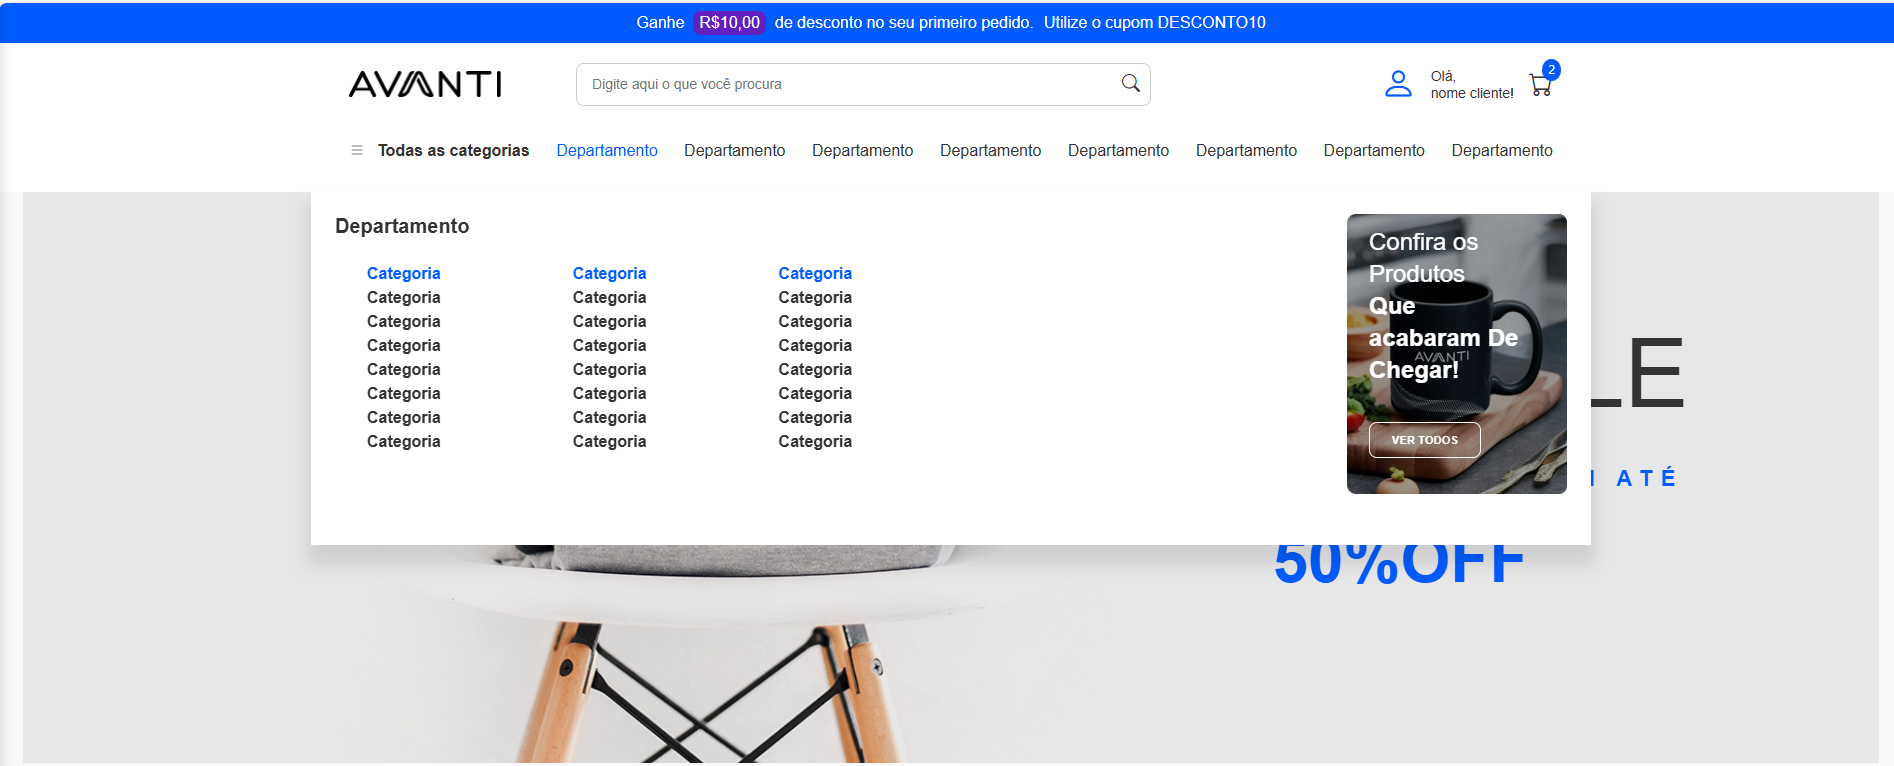 Ganhe R$10,00 de desconto no seu primeiro pedido. Utilize o cupom DESCONTO10
AVANTI
Digite aqui o que você procura
Olá,
nome cliente!
2
Todas as categorias Departamento Departamento Departamento Departamento Departamento Departamento Departamento Departamento
Departamento
Categoria Categoria Categoria
Categoria Categoria Categoria
Categoria Categoria Categoria
Categoria Categoria Categoria
Categoria Categoria Categoria
Categoria Categoria Categoria
Categoria Categoria Categoria
Categoria Categoria Categoria
Confira os
Produtos
Que
acabaram De
AVANTI
Chegar!
VER TODOS
LE
ATÉ
50%OFF